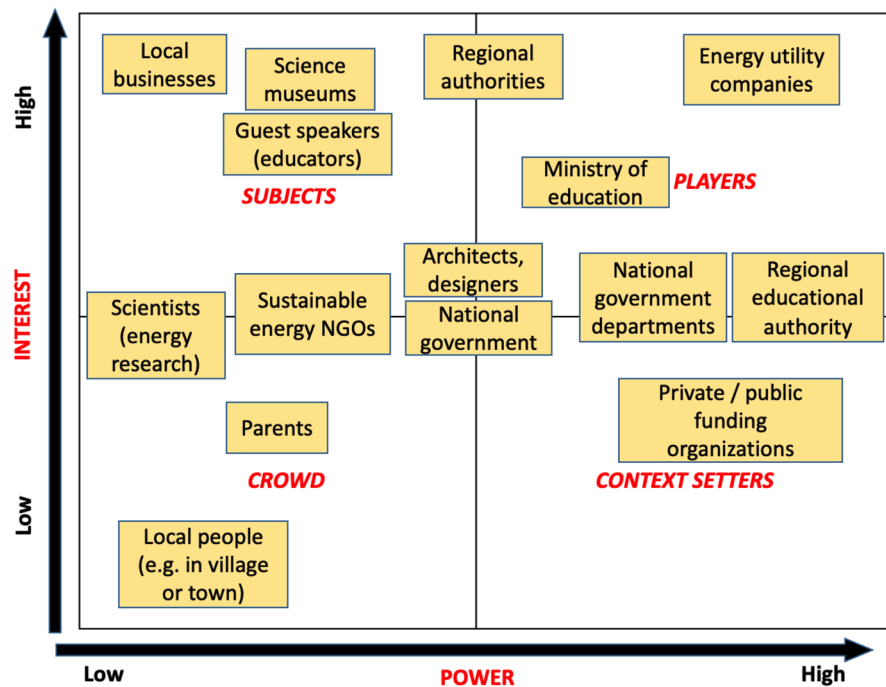 High
INTEREST
Low
Local
businesses
Science
museums
Guest speakers
(educators)
SUBJECTS
Regional
authorities
Energy utility
companies
Ministry of
education
PLAYERS
Architects,
designers
National
government
National
government
departments
Regional
educational
authority
Scientists
(energy
research)
Sustainable
energy NGOs
Parents
CROWD
Local people
(e.g. in village
or town)
Private / public
funding
organizations
CONTEXT SETTERS
Low
POWER
High